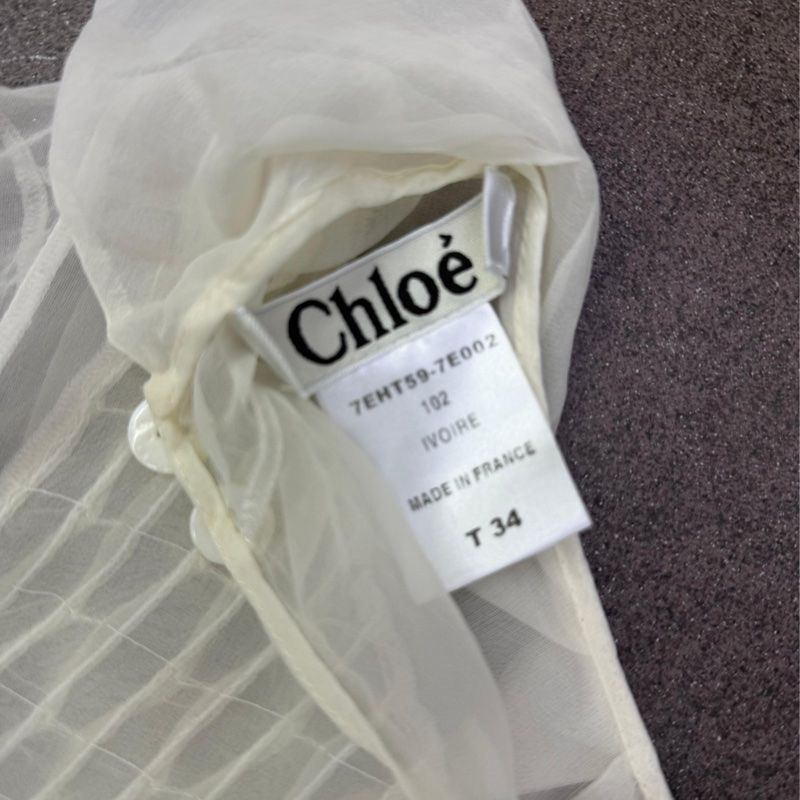 Chloé
7EHT59-7E002
102
IVOIRE
MADE IN FRANCE
T 34